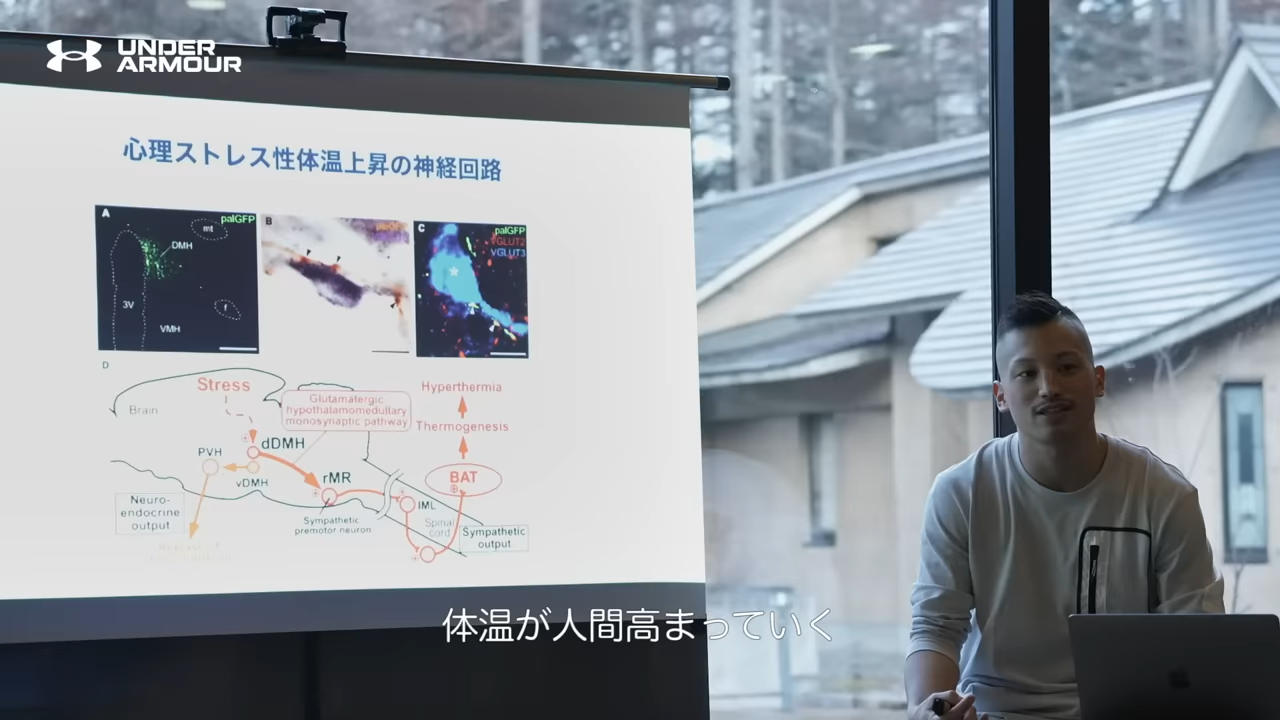 UNDER
ARMOUR
心理ストレス性体温上昇の神経回路
A
palGFP
mt
DMH
3V
f
VMH
B
C
palGFP
VGLUT2
VGLUT3
D
Stress
Brain
Glutamatergic
hypothalamomedullary
monosynaptic pathway
Hyperthermia
Thermogenesis
BAT
PVH
dDMH
vDMH
rMR
IML
Neuro-
endocrine
output
Sympathetic
premotor neuron
Spinal
cord
Sympathetic
output
体温が人間高まっていく